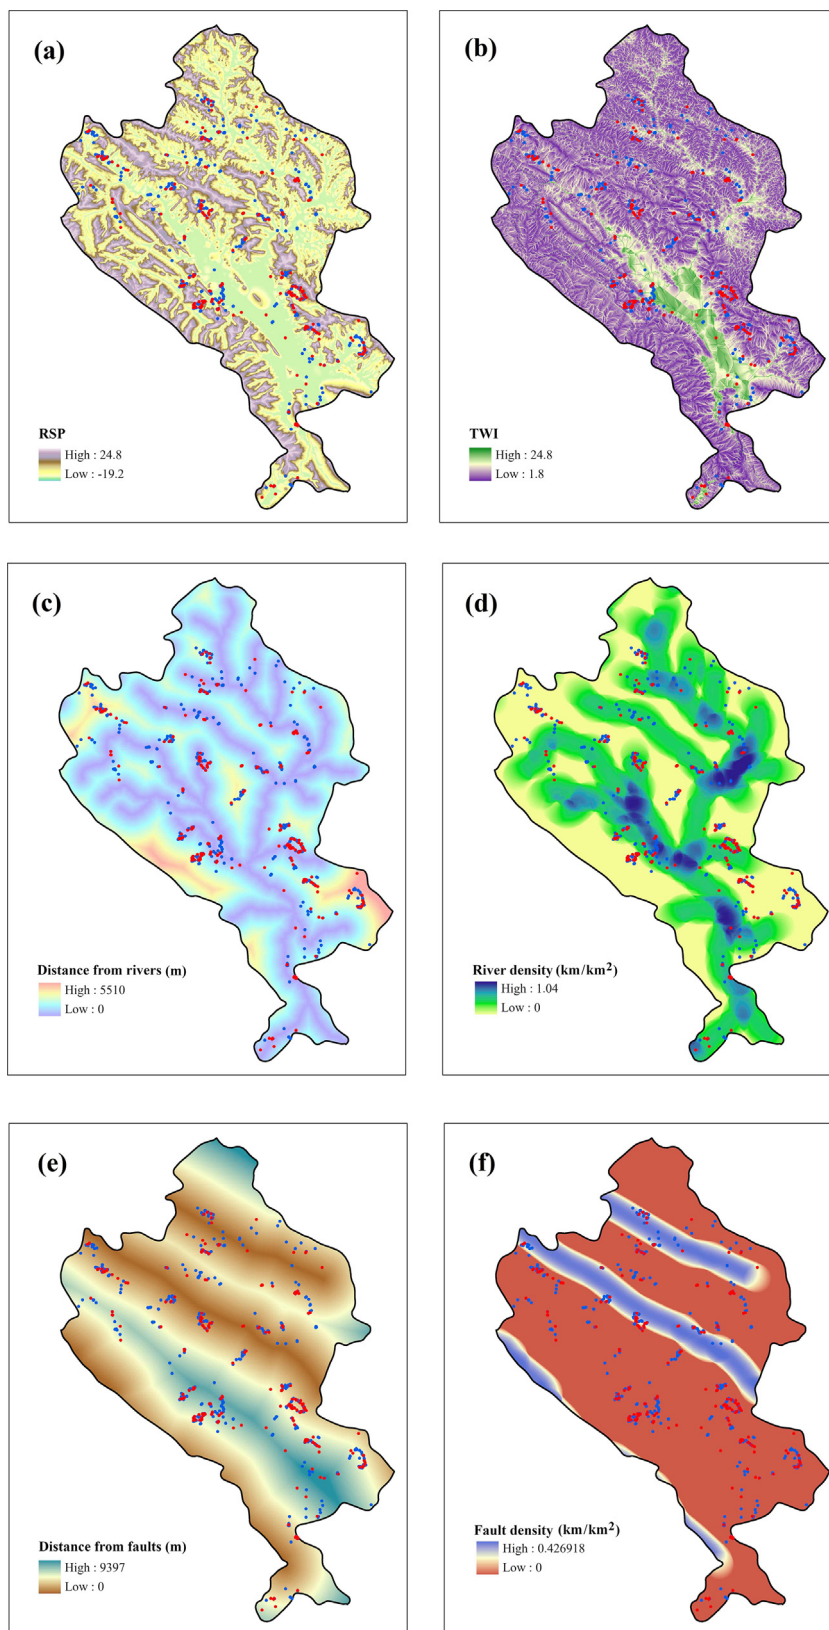 (a)
RSP
High : 24.8
Low : -19.2
(b)
TWI
High : 24.8
Low : 1.8
(c)
Distance from rivers (m)
High : 5510
Low : 0
(d)
River density (km/km²)
High : 1.04
Low : 0
(e)
Distance from faults (m)
High : 9397
Low : 0
(f)
Fault density (km/km²)
High : 0.426918
Low : 0